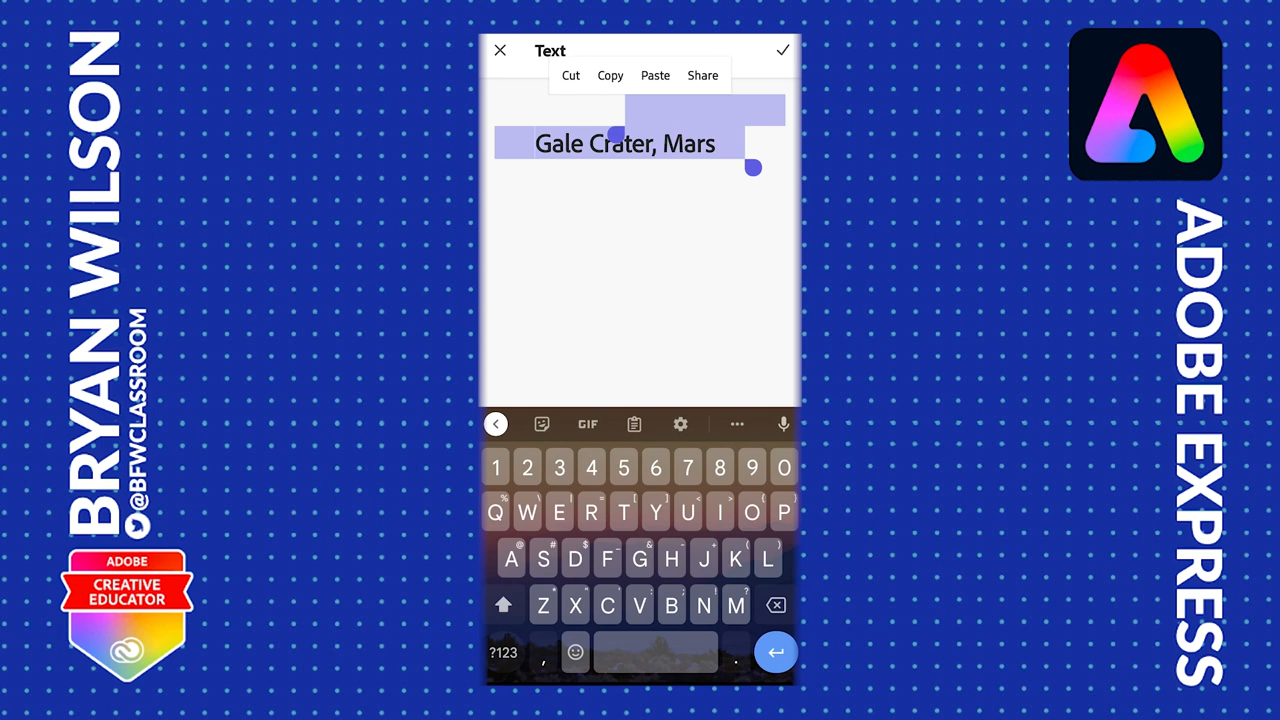 BRYAN WILSON
@BFWCLASSROOM
ADOBE
CREATIVE
EDUCATOR
Text
Cut Copy Paste Share
Gale Crater, Mars
GIF
1 2 3 4 5 6 7 8 9 0
% \ | = [ ] < > { }
Q W E R T Y U I O P
@ # $ _ & - + ( )
A S D F G H J K L
* " ' : ; ! ?
Z X C V B N M
?123 , .
ADOBE EXPRESS